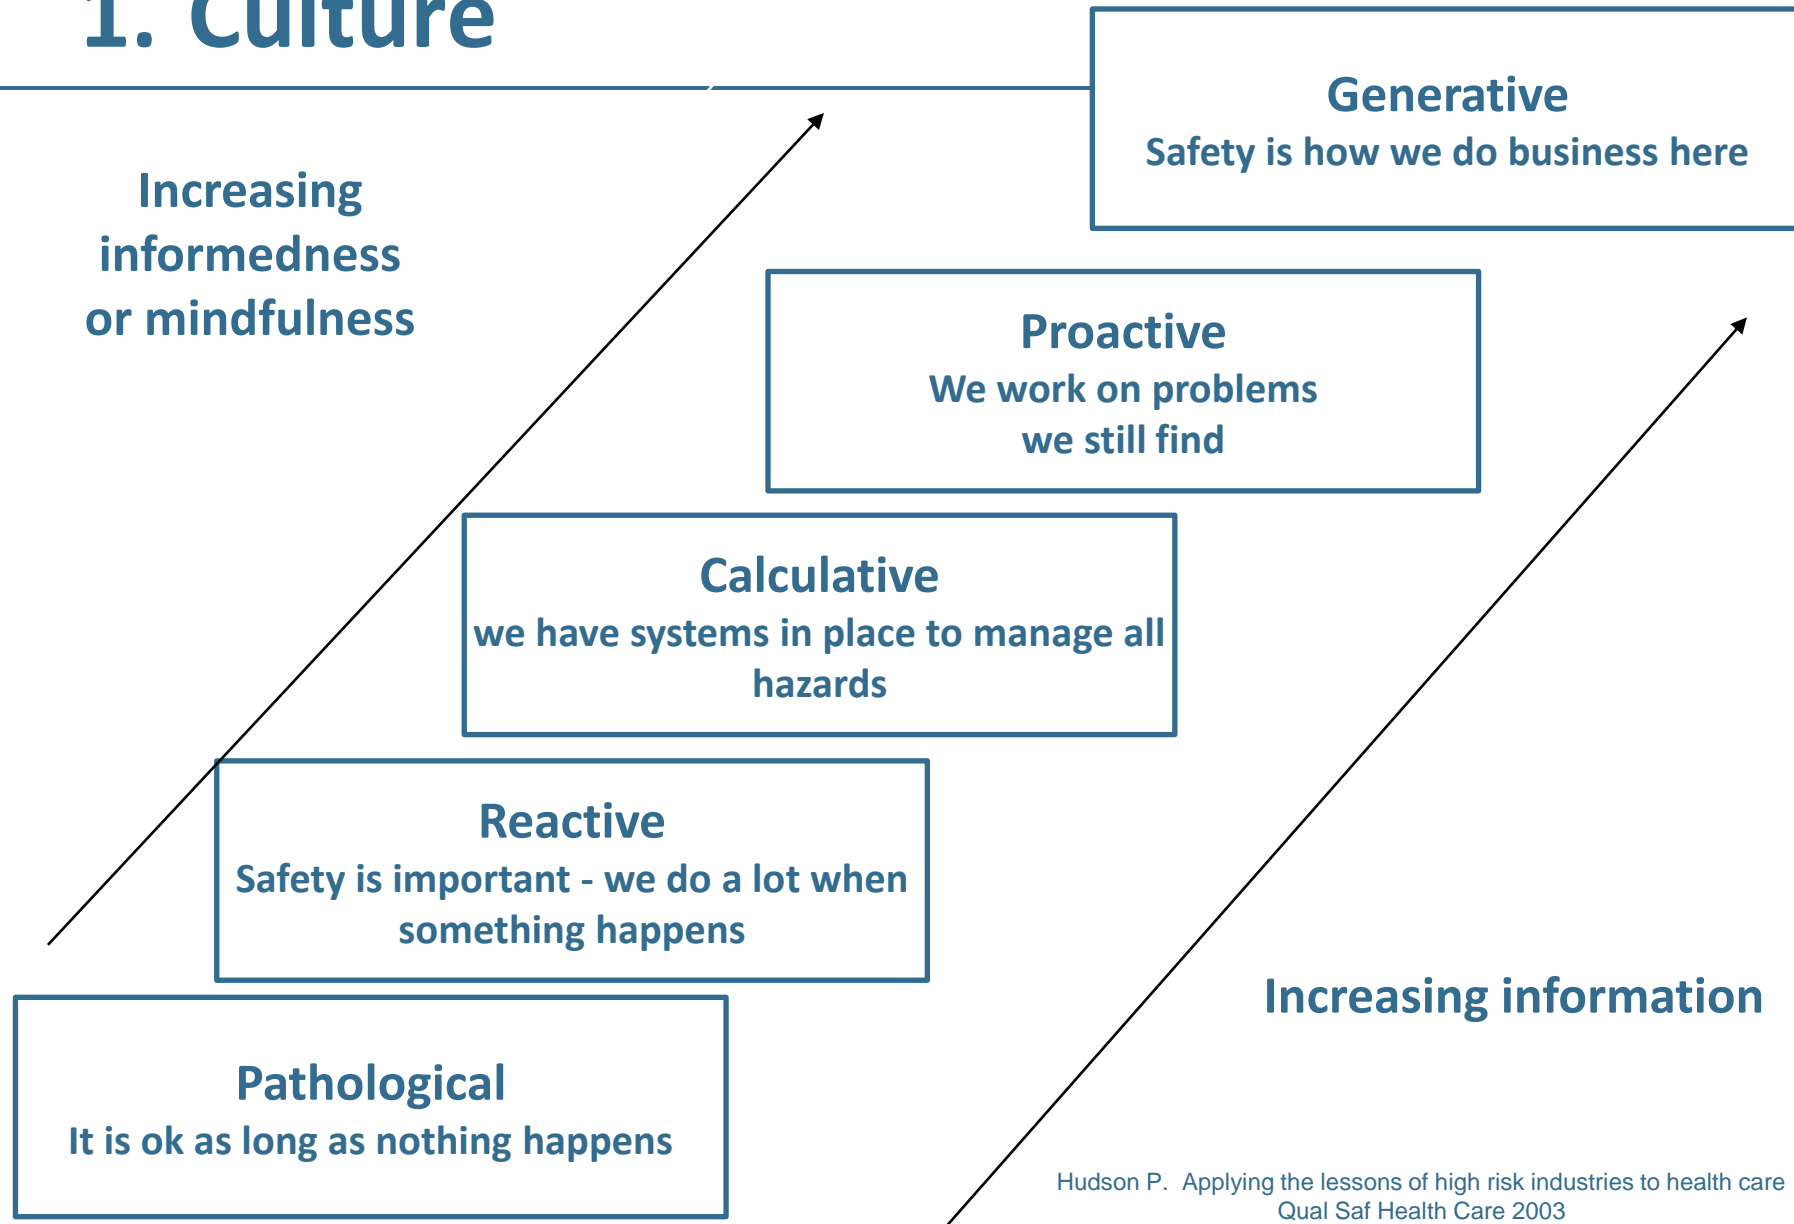 1. Culture
Generative
Safety is how we do business here
Increasing
informedness
or mindfulness
Proactive
We work on problems
we still find
Calculative
we have systems in place to manage all
hazards
Reactive
Safety is important - we do a lot when
something happens
Increasing information
Pathological
It is ok as long as nothing happens
Hudson P.  Applying the lessons of high risk industries to health care
Qual Saf Health Care 2003